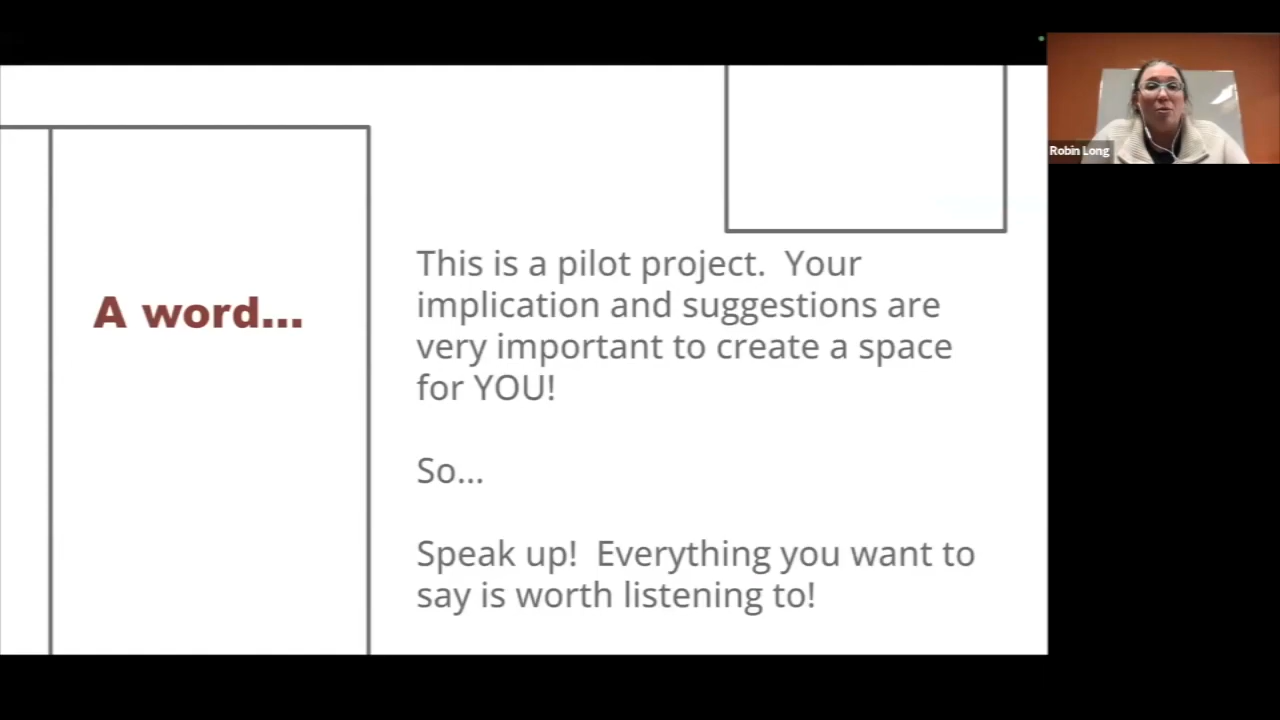 A word...
This is a pilot project.  Your
implication and suggestions are
very important to create a space
for YOU!
So...
Speak up!  Everything you want to
say is worth listening to!
Robin Long